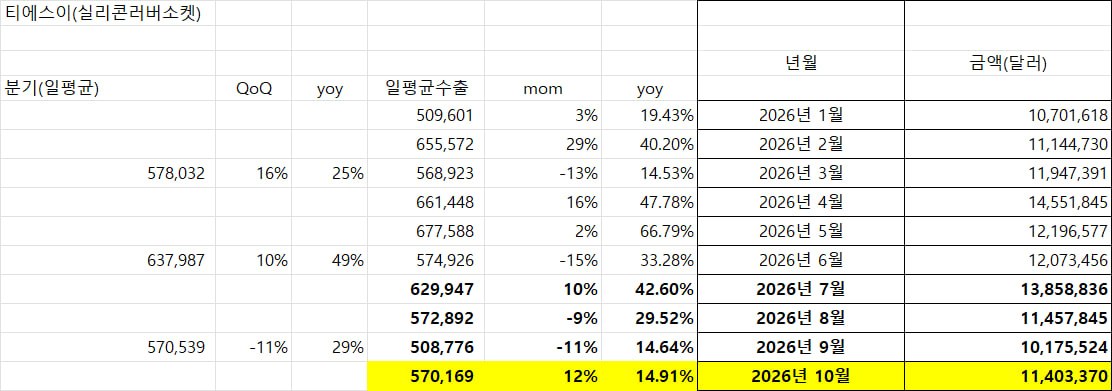 티에스이(실리콘러버소켓)
년월 금액(달러)
분기(일평균) QoQ yoy 일평균수출 mom yoy
509,601 3% 19.43% 2026년 1월 10,701,618
655,572 29% 40.20% 2026년 2월 11,144,730
578,032 16% 25% 568,923 -13% 14.53% 2026년 3월 11,947,391
661,448 16% 47.78% 2026년 4월 14,551,845
677,588 2% 66.79% 2026년 5월 12,196,577
637,987 10% 49% 574,926 -15% 33.28% 2026년 6월 12,073,456
629,947 10% 42.60% 2026년 7월 13,858,836
572,892 -9% 29.52% 2026년 8월 11,457,845
570,539 -11% 29% 508,776 -11% 14.64% 2026년 9월 10,175,524
570,169 12% 14.91% 2026년 10월 11,403,370